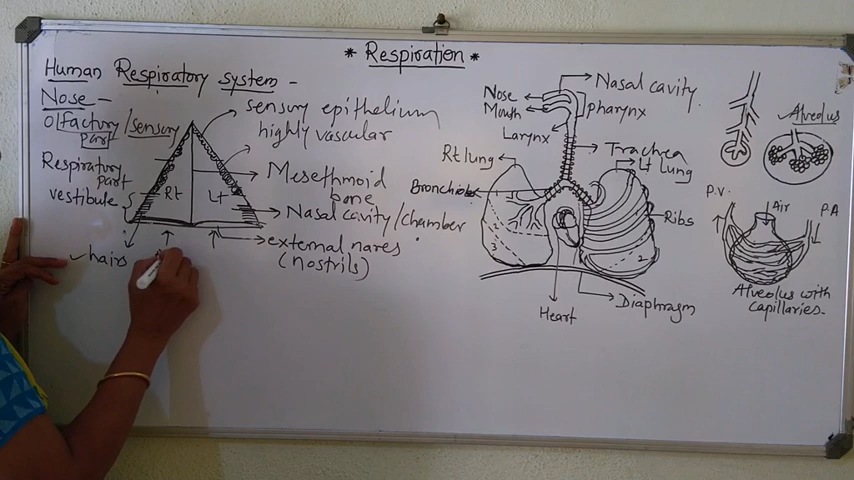 * Respiration *
Human Respiratory system -
Nose -
Olfactory /sensory
part
Respiratory
part
vestibule
hairs
Rt
Lt
sensory epithelium
highly vascular
Mesethmoid
bone
Nasal cavity/chamber
external nares
(nostrils)
Nasal cavity
Nose
Mouth
pharynx
Larynx
Trachea
Rt lung
Lt Lung
Bronchioles
Ribs
2
Heart
Diaphragm
Alveolus
P.V.
Air
P.A
Alveolus with
capillaries.